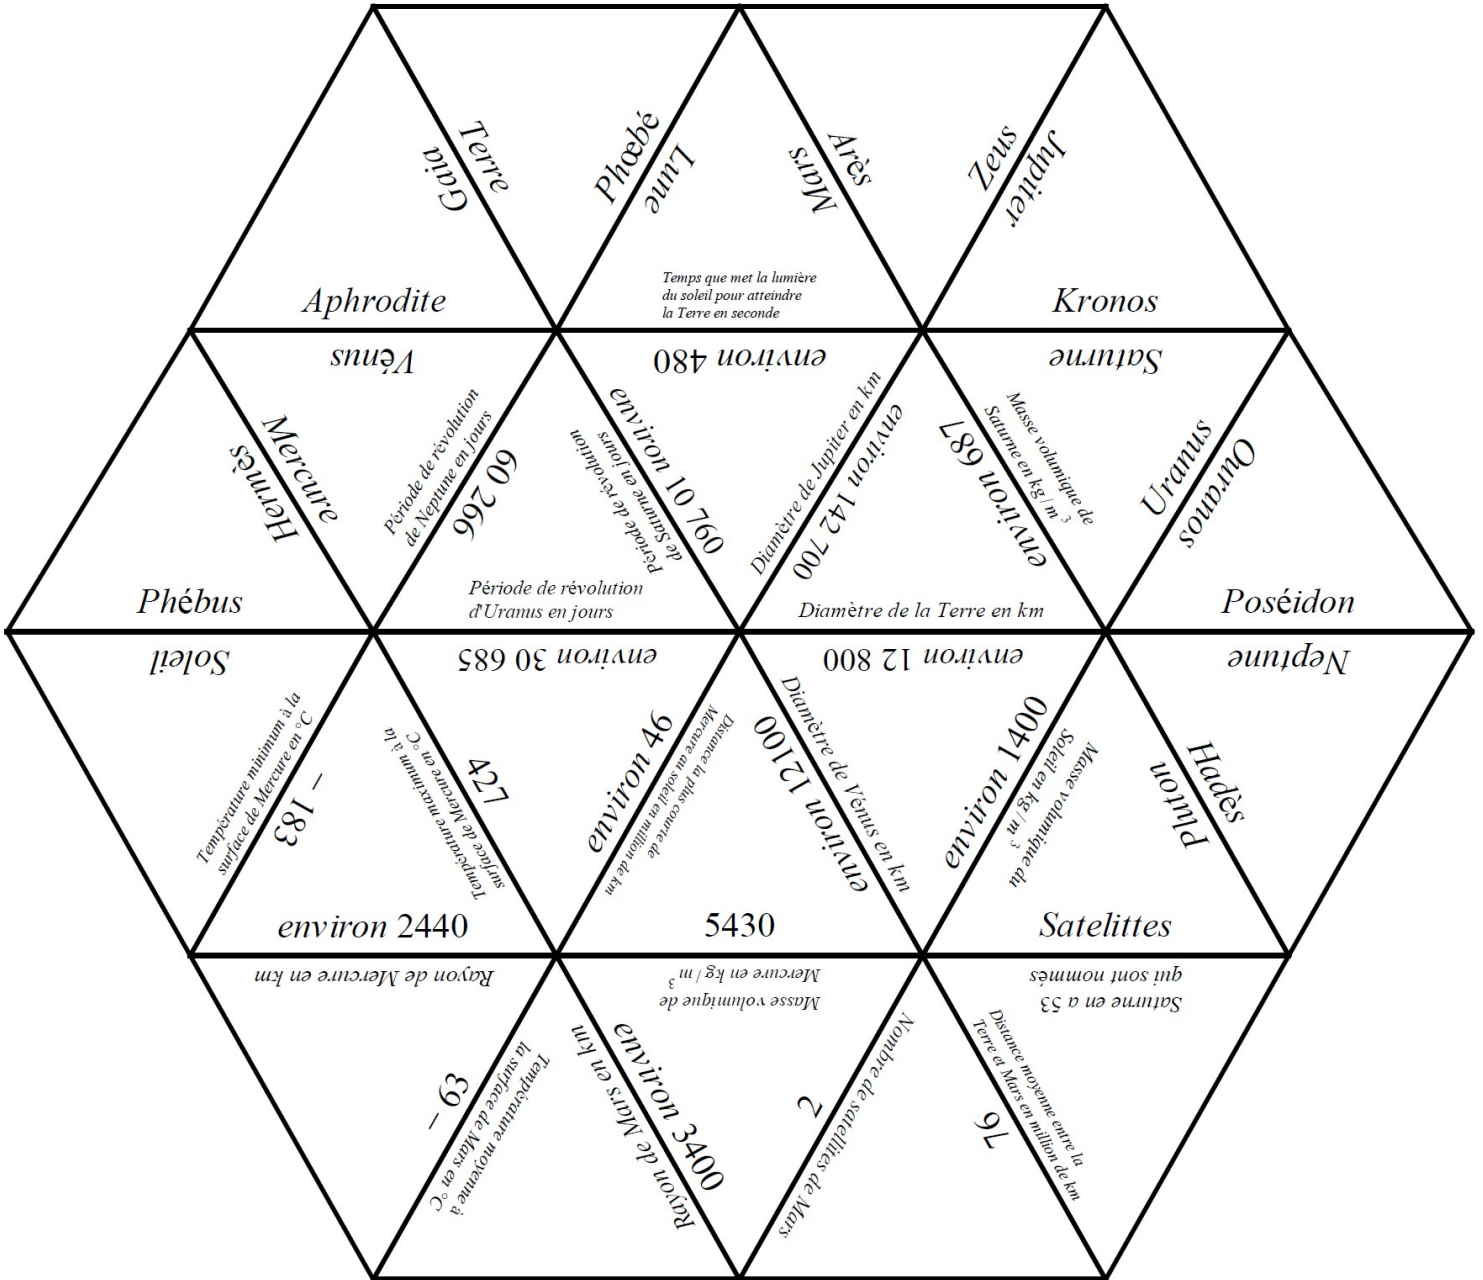 Terre
Gaia
Phœbé
Lune
Arès
Mars
Zeus
Jupiter
Aphrodite
Temps que met la lumière
du soleil pour atteindre
la Terre en seconde
Kronos
Vénus
environ 480
Saturne
Mercure
Hermès
Période de révolution
de Neptune en jours
60 266
environ 10 760
Période de révolution
de Saturne en jours
Diamètre de Jupiter en km
environ 142 700
Masse volumique de
Saturne en kg / m 3
environ 687
Uranus
Ouranos
Phébus
Période de révolution
d'Uranus en jours
Diamètre de la Terre en km
Poséidon
Soleil
environ 30 685
environ 12 800
Neptune
Température minimum à la
surface de Mercure en °C
– 183
427
Température maximum à la
surface de Mercure en °C
environ 46
Distance la plus courte de
Mercure au soleil en million de km
Diamètre de Vénus en km
environ 12100
environ 1400
Masse volumique du
Soleil en kg / m 3
Hadès
Pluton
environ 2440
5430
Satelittes
Rayon de Mercure en km
Masse volumique de
Mercure en kg / m 3
Saturne en a 53
qui sont nommés
– 63
Température moyenne à
la surface de Mars en °C
environ 3400
Rayon de Mars en km
2
Nombre de satellites de Mars
Distance moyenne entre la
Terre et Mars en million de km
76